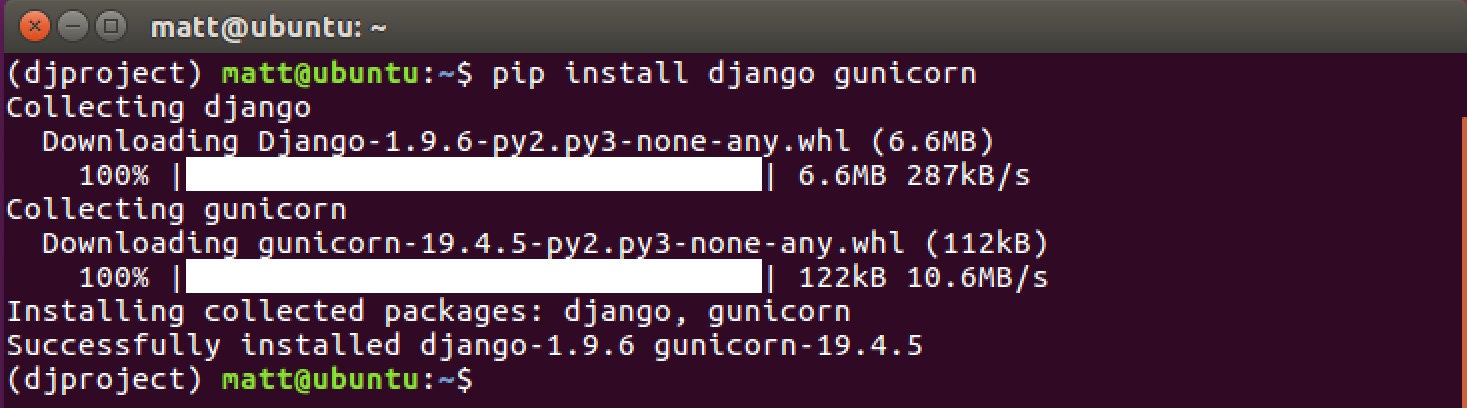 matt@ubuntu: ~
(djproject) matt@ubuntu:~$ pip install django gunicorn
Collecting django
  Downloading Django-1.9.6-py2.py3-none-any.whl (6.6MB)
    100% |                                | 6.6MB 287kB/s
Collecting gunicorn
  Downloading gunicorn-19.4.5-py2.py3-none-any.whl (112kB)
    100% |                                | 122kB 10.6MB/s
Installing collected packages: django, gunicorn
Successfully installed django-1.9.6 gunicorn-19.4.5
(djproject) matt@ubuntu:~$